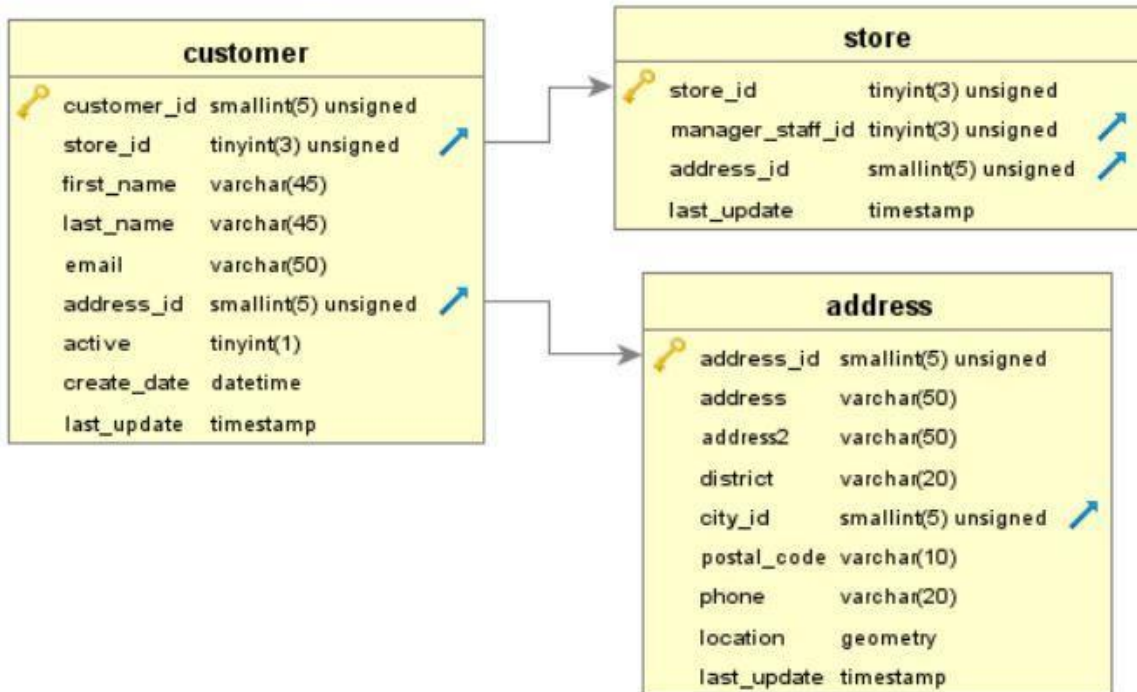 customer
customer_id smallint(5) unsigned
store_id tinyint(3) unsigned
first_name varchar(45)
last_name varchar(45)
email varchar(50)
address_id smallint(5) unsigned
active tinyint(1)
create_date datetime
last_update timestamp
store
store_id tinyint(3) unsigned
manager_staff_id tinyint(3) unsigned
address_id smallint(5) unsigned
last_update timestamp
address
address_id smallint(5) unsigned
address varchar(50)
address2 varchar(50)
district varchar(20)
city_id smallint(5) unsigned
postal_code varchar(10)
phone varchar(20)
location geometry
last_update timestamp